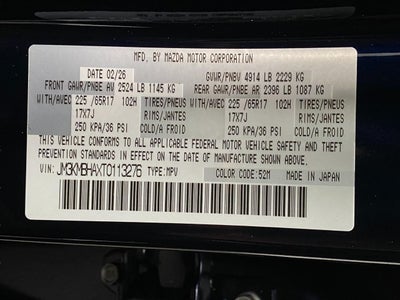 MFD. BY MAZDA MOTOR CORPORATION
DATE 02/26 GVWR/PNBV 4914 LB 2229 KG
FRONT GAWR/PNBE AV 2524 LB 1145 KG REAR GAWR/PNBE AR 2396 LB 1087 KG
WITH/AVEC 225 /65R17 102H TIRES/PNEUS WITH/AVEC 225 /65R17 102H TIRES/PNEUS
17X7J RIMS/JANTES 17X7J RIMS/JANTES
250 KPA/36 PSI COLD/A FROID 250 KPA/36 PSI COLD/A FROID
THIS VEHICLE CONFORMS TO ALL APPLICABLE FEDERAL MOTOR VEHICLE SAFETY AND THEFT
PREVENTION STANDARDS IN EFFECT ON THE DATE OF MANUFACTURE SHOWN ABOVE.
VIN: JM3KMBHAXT0113276 TYPE:MPV COLOR CODE: 52M MADE IN JAPAN